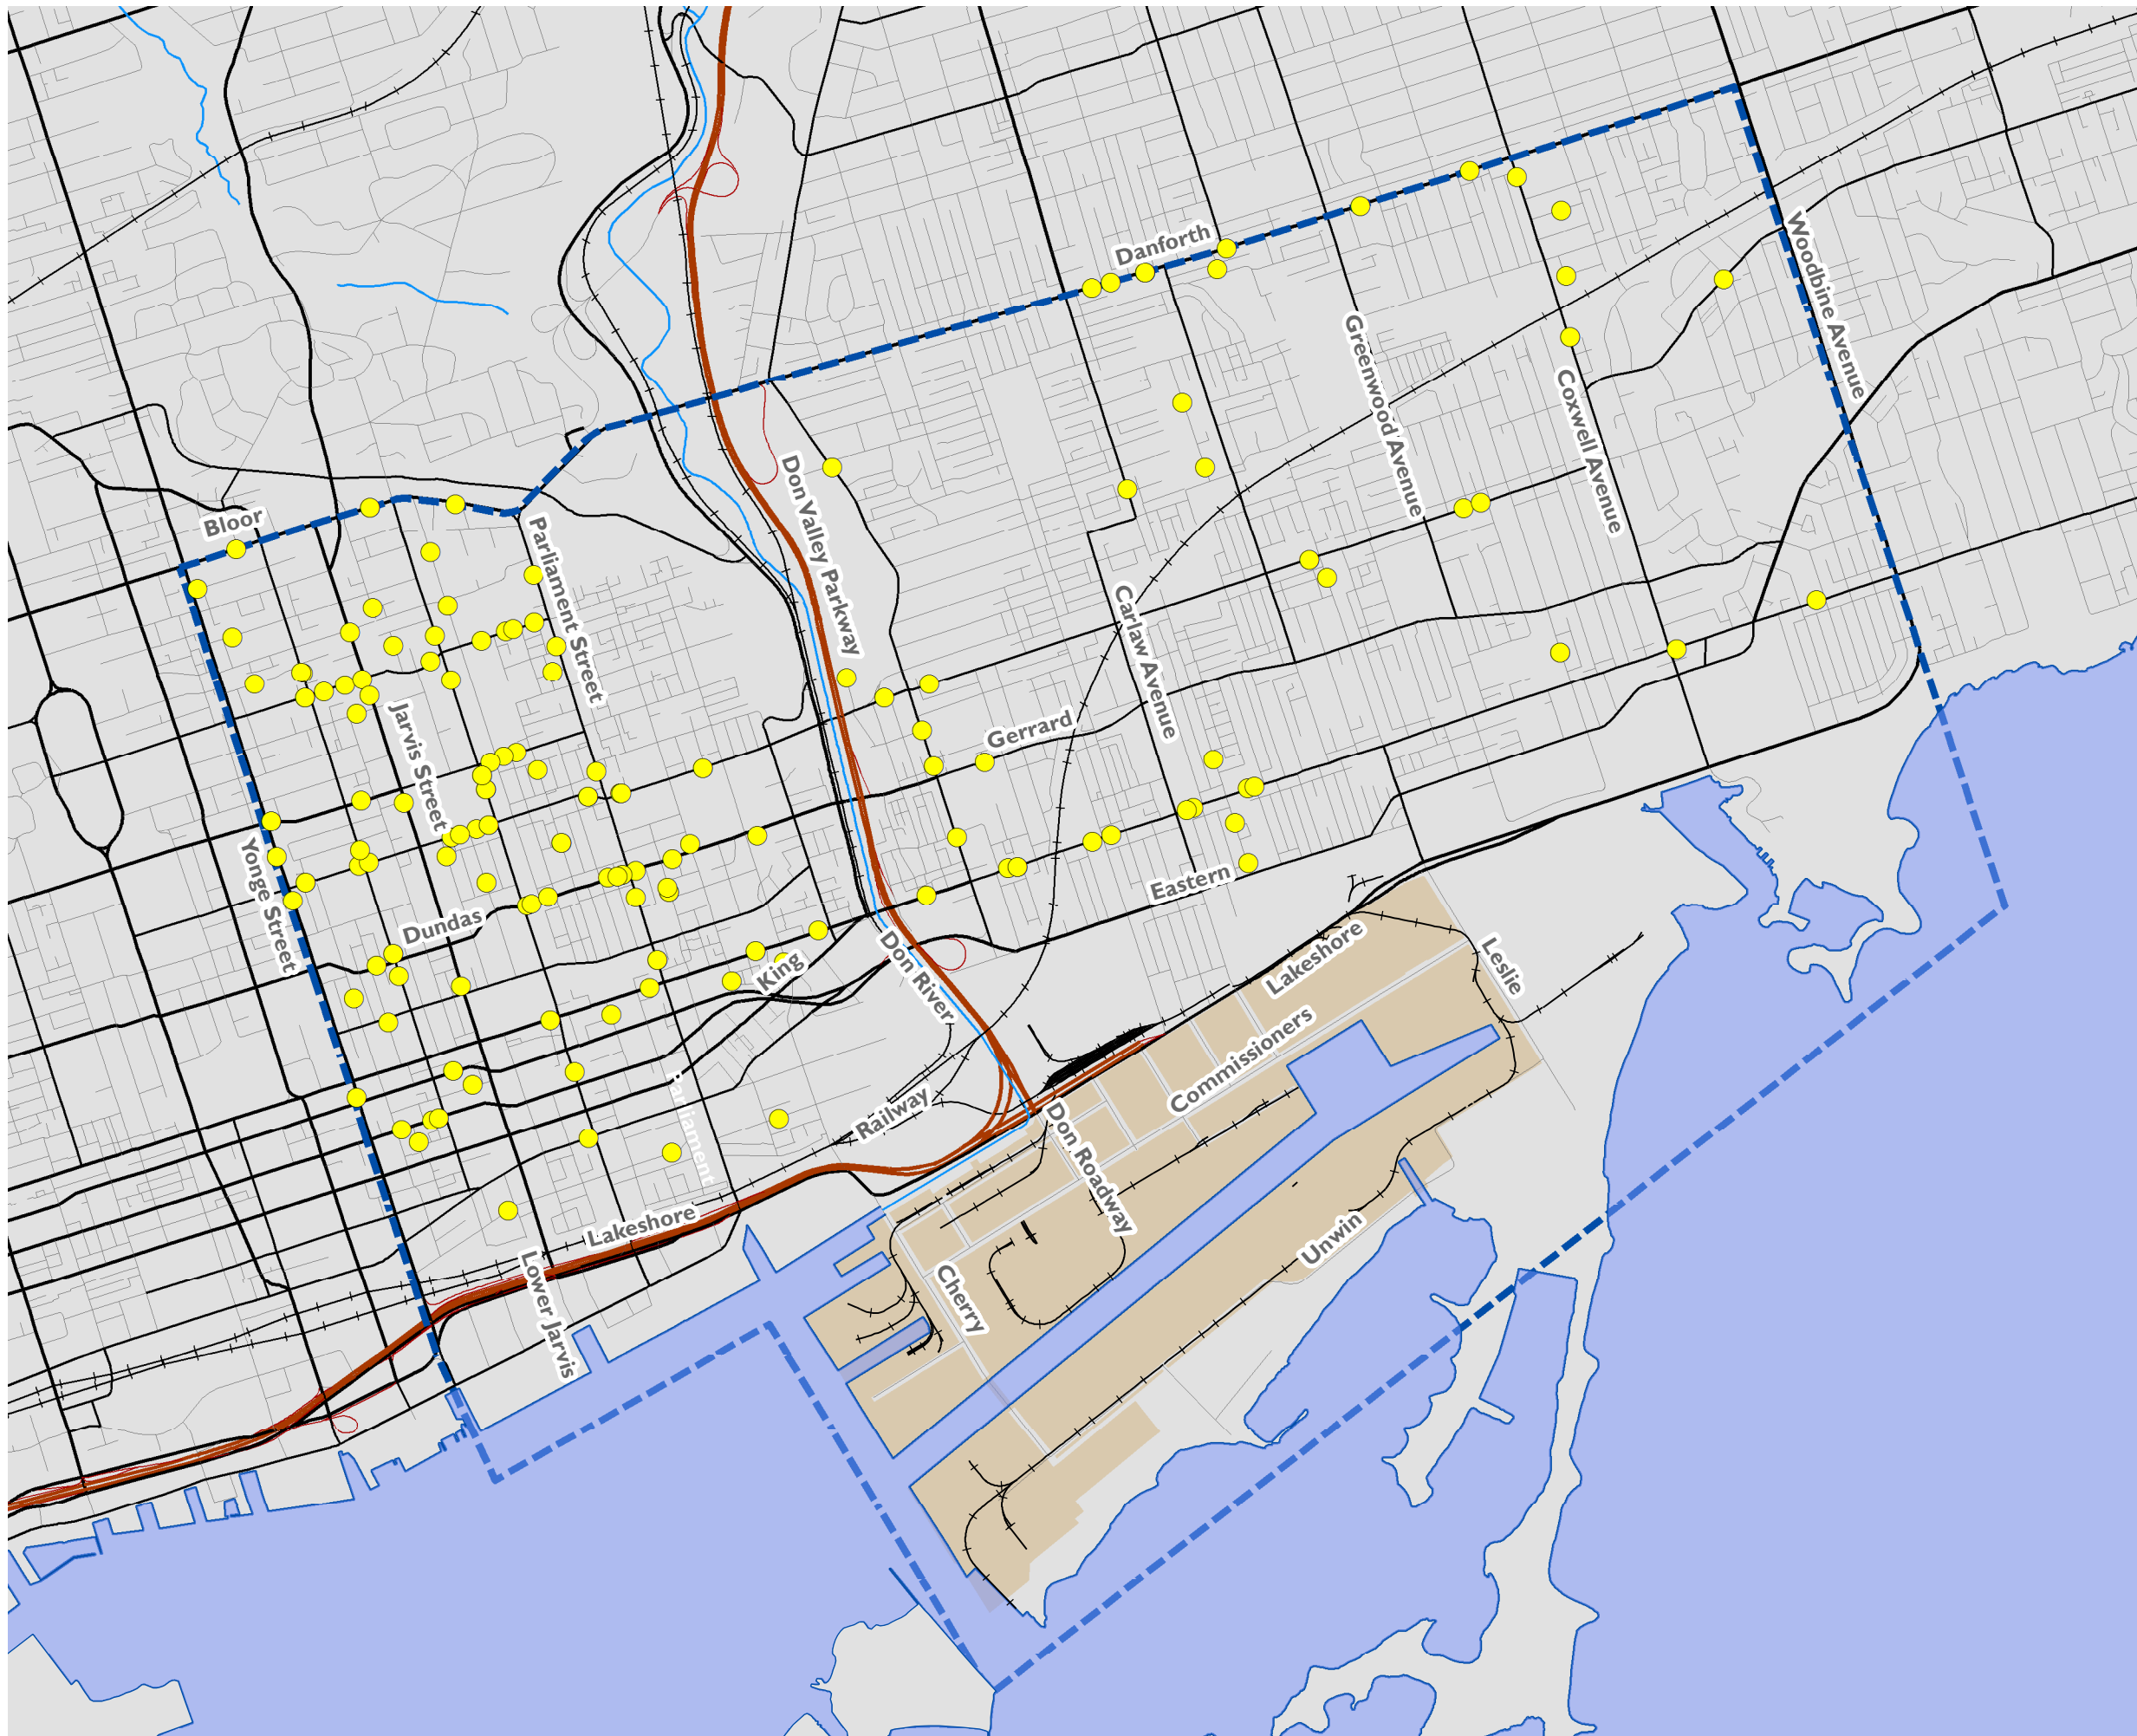 Danforth
Woodbine Avenue
Greenwood Avenue
Coxwell Avenue
Don Valley Parkway
Bloor
Parliament Street
Carlaw Avenue
Jarvis Street
Gerrard
Yonge Street
Dundas
Eastern
King
Don River
Lakeshore
Leslie
Commissioners
Parliament
Railway
Don Roadway
Lakeshore
Unwin
Lower Jarvis
Cherry